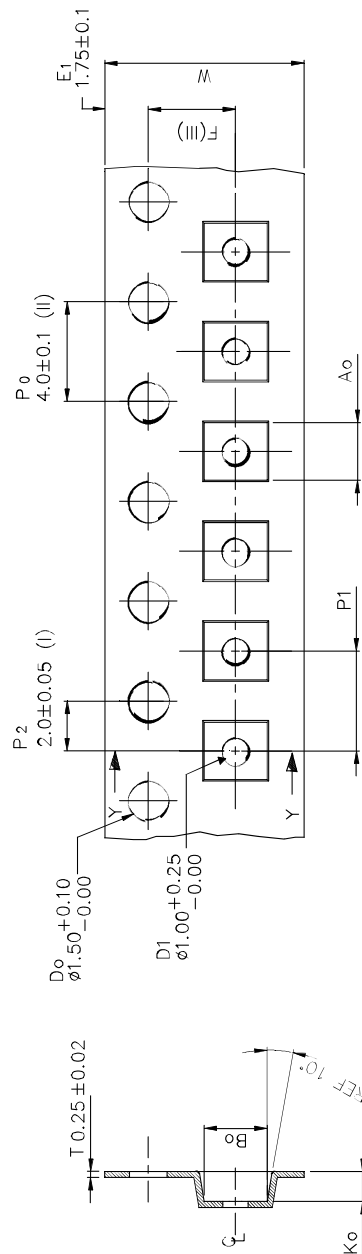 E1
1.75±0.1
W
F(III)
P0
4.0±0.1 (II)
Ao
P2
2.0±0.05 (I)
P1
Y
Y
Do
ø1.50 +0.10
-0.00
D1
ø1.00 +0.25
-0.00
T 0.25±0.02
Bo
REF 10°
CL
Ko